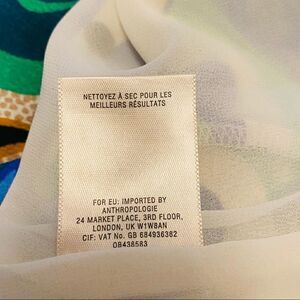 NETTOYEZ À SEC POUR LES
MEILLEURS RÉSULTATS
FOR EU: IMPORTED BY
ANTHROPOLOGIE
24 MARKET PLACE, 3RD FLOOR,
LONDON, UK W1W8AN
CIF: VAT No. GB 684936382
OB438583